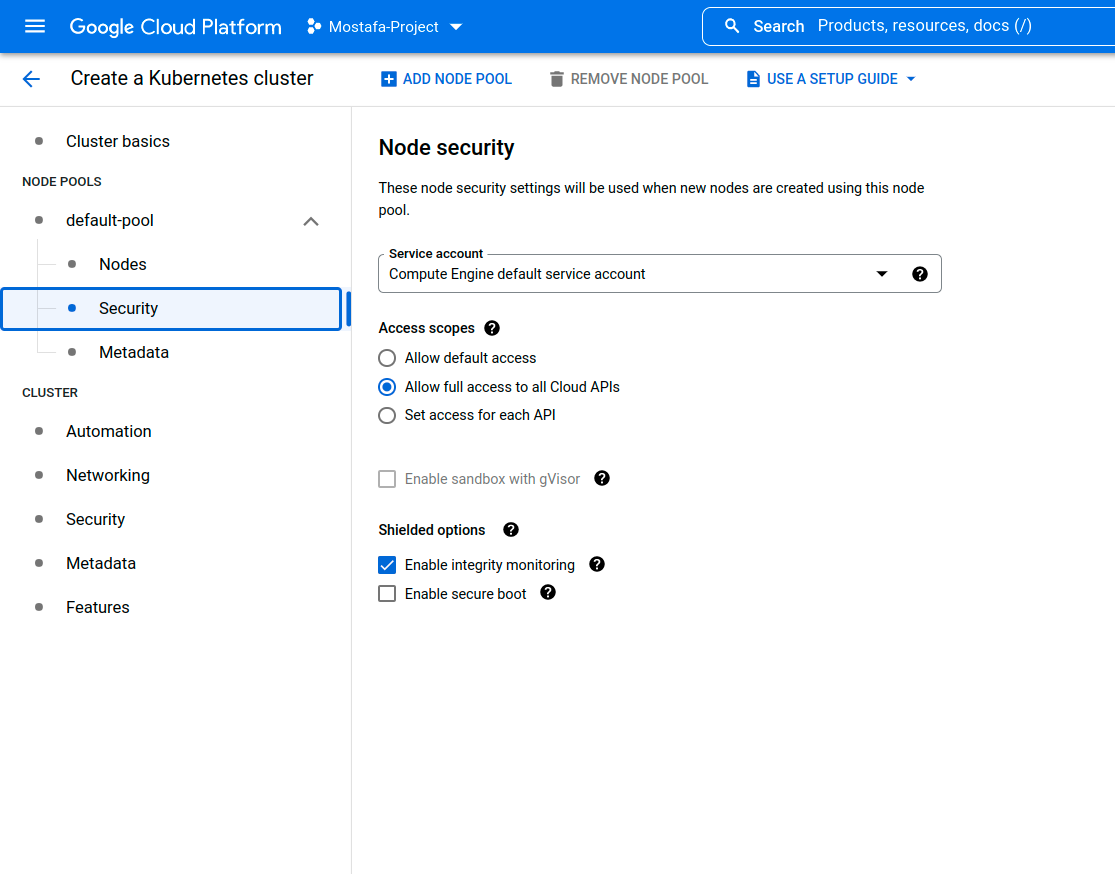 Google Cloud Platform
Mostafa-Project
Search Products, resources, docs (/)
Create a Kubernetes cluster
ADD NODE POOL
REMOVE NODE POOL
USE A SETUP GUIDE
Cluster basics
NODE POOLS
default-pool
Nodes
Security
Metadata
CLUSTER
Automation
Networking
Security
Metadata
Features
Node security
These node security settings will be used when new nodes are created using this node
pool.
Service account
Compute Engine default service account
Access scopes
Allow default access
Allow full access to all Cloud APIs
Set access for each API
Enable sandbox with gVisor
Shielded options
Enable integrity monitoring
Enable secure boot